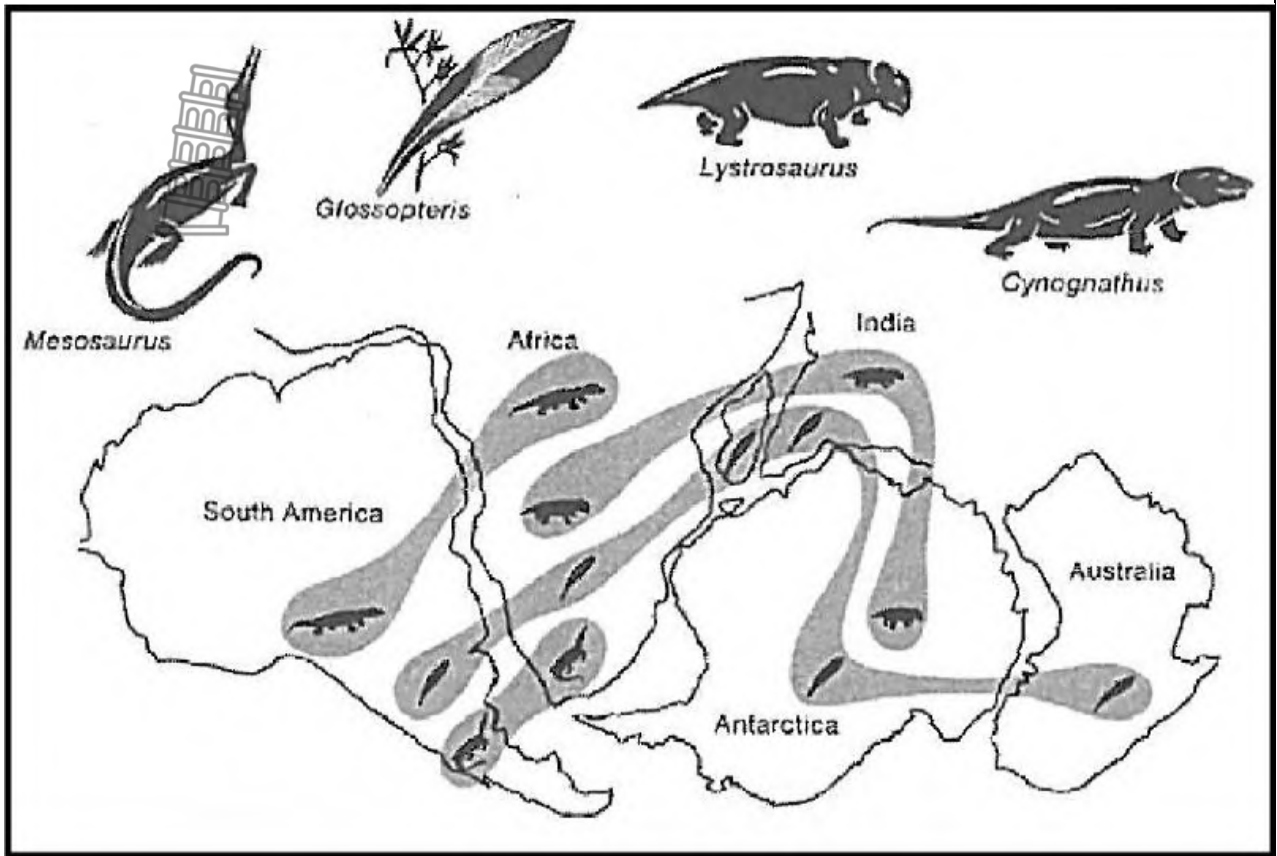 Lystrosaurus
Glossopteris
Cynognathus
Mesosaurus
Africa
India
South America
Australia
Antarctica